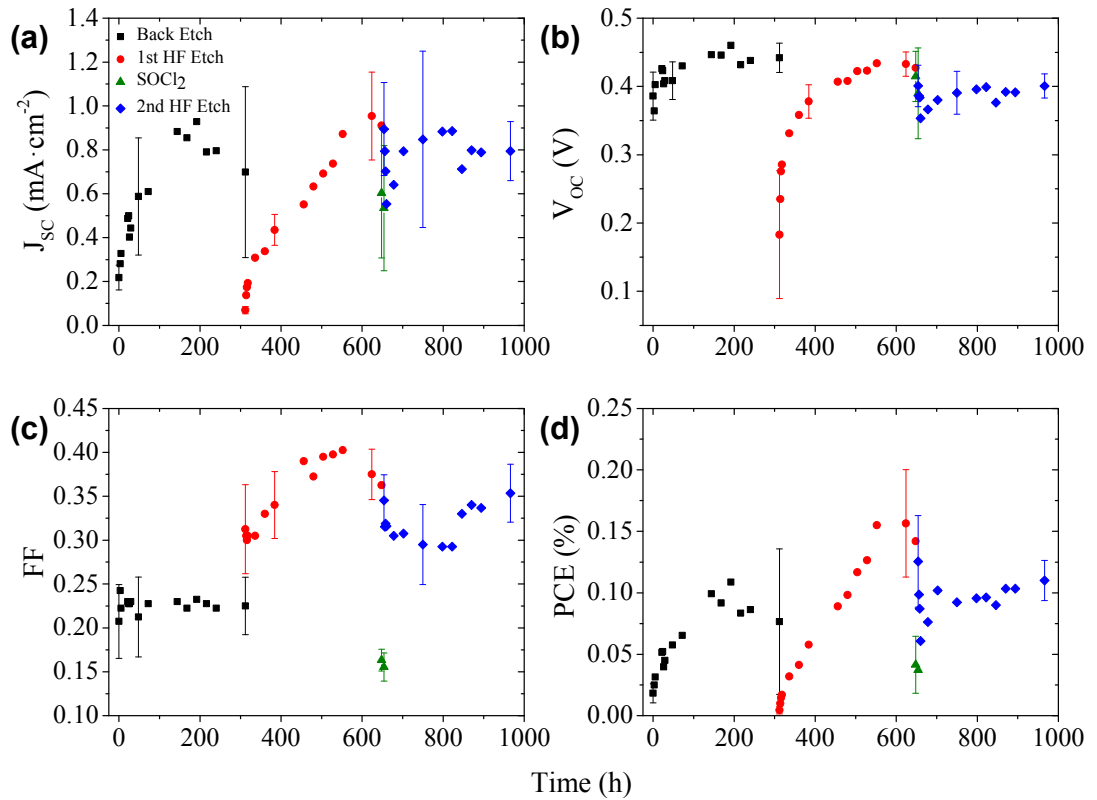 (a)
Back Etch
1st HF Etch
SOCl2
2nd HF Etch
1.4
1.2
1.0
0.8
0.6
0.4
0.2
0.0
JSC (mA·cm-2)
0 200 400 600 800 1000
(b)
0.5
0.4
0.3
0.2
0.1
VOC (V)
0 200 400 600 800 1000
(c)
0.45
0.40
0.35
0.30
0.25
0.20
0.15
0.10
FF
0 200 400 600 800 1000
(d)
0.25
0.20
0.15
0.10
0.05
0.00
PCE (%)
0 200 400 600 800 1000
Time (h)